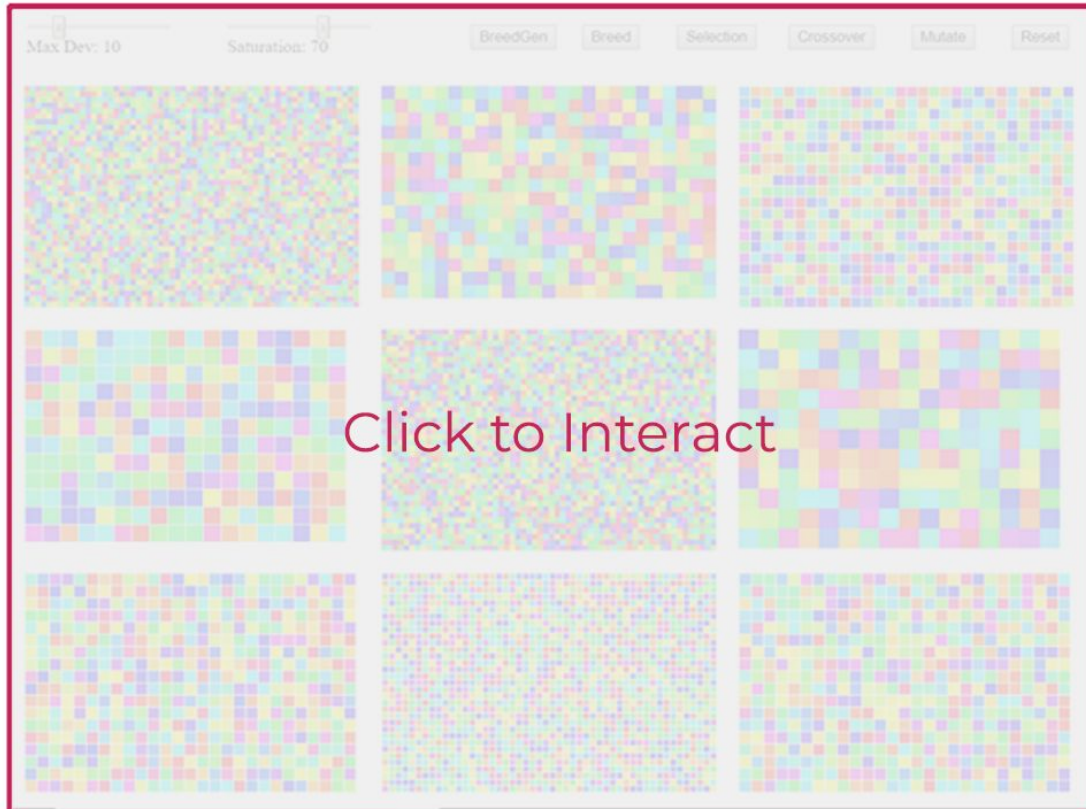 BreedGen Breed Selection Crossover Mutate Reset
Max Dev: 10 Saturation: 70
Click to Interact